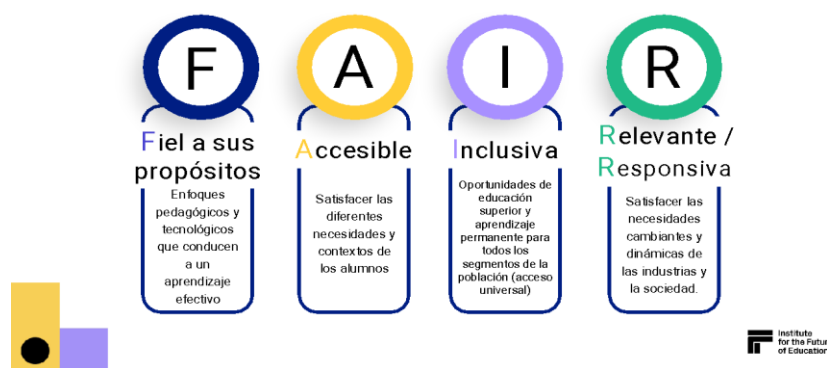 F
Fiel a sus
propósitos
Enfoques
pedagógicos y
tecnológicos
que conducen
a un
aprendizaje
efectivo
A
Accesible
Satisfacer las
diferentes
necesidades y
contextos de
los alumnos
I
Inclusiva
Oportunidades de
educación
superior y
aprendizaje
permanente para
todos los
segmentos de la
población (acceso
universal)
R
Relevante /
Responsiva
Satisfacer las
necesidades
cambiantes y
dinámicas de
las industrias y
la sociedad.
Institute
for the Futur
of Education